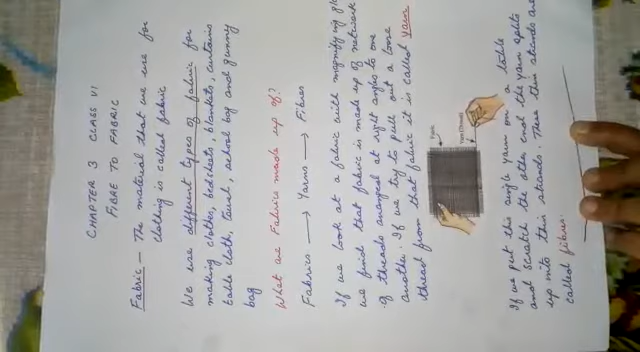 CHAPTER 3 CLASS VI
FIBRE TO FABRIC
Fabric - The material that we use for
clothing is called fabric
We use different types of fabric for
making clothes, bedsheets, blankets, curtains
table cloth, towel, school bag and gunny
bag
What are Fabrics made up of?
Fabrics → Yarns → Fibres
If we look at a fabric with magnifying
we find that fabric is made up of network
of threads arranged at right angles to one
another. If we try to pull out a loose
thread from that fabric it is called yarn
If we put this single yarn on a table
and scratch the other end the yarn splits
up into thin strands. These thin strands are
called fibres.